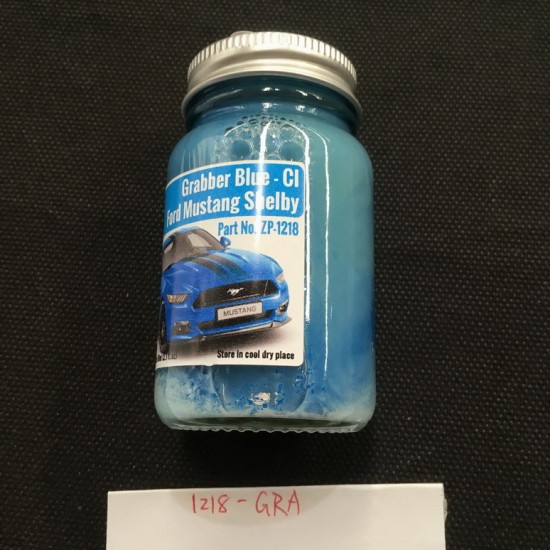 Grabber Blue - CI
Ford Mustang Shelby
Part No. ZP-1218
MUSTANG
Store in cool dry place
1218-GRA